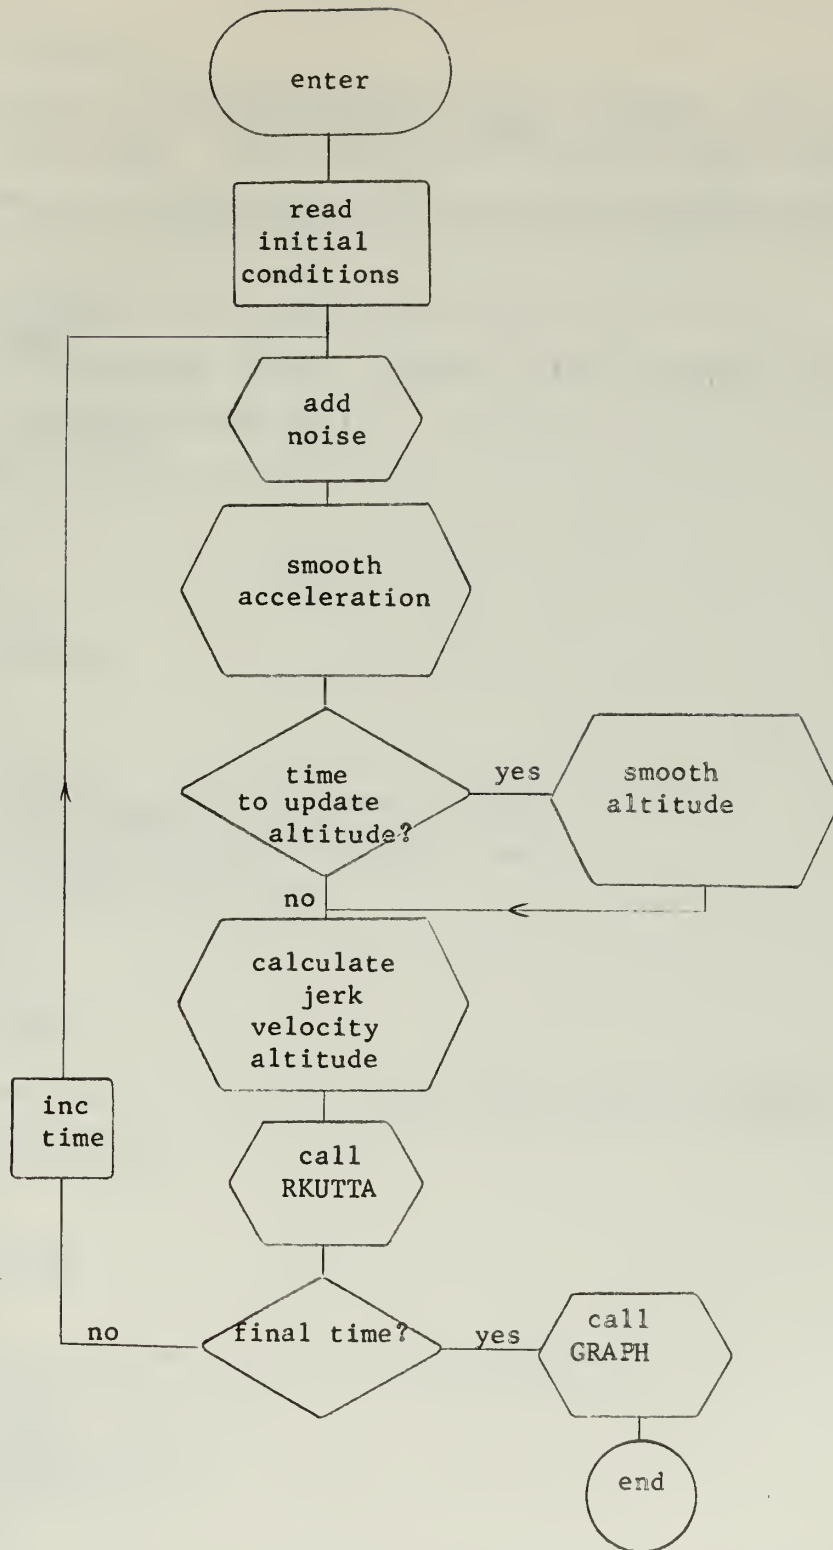 enter
read
initial
conditions
add
noise
smooth
acceleration
time
to update
altitude?
yes
smooth
altitude
no
calculate
jerk
velocity
altitude
inc
time
call
RKUTTA
final time?
no
yes
call
GRAPH
end